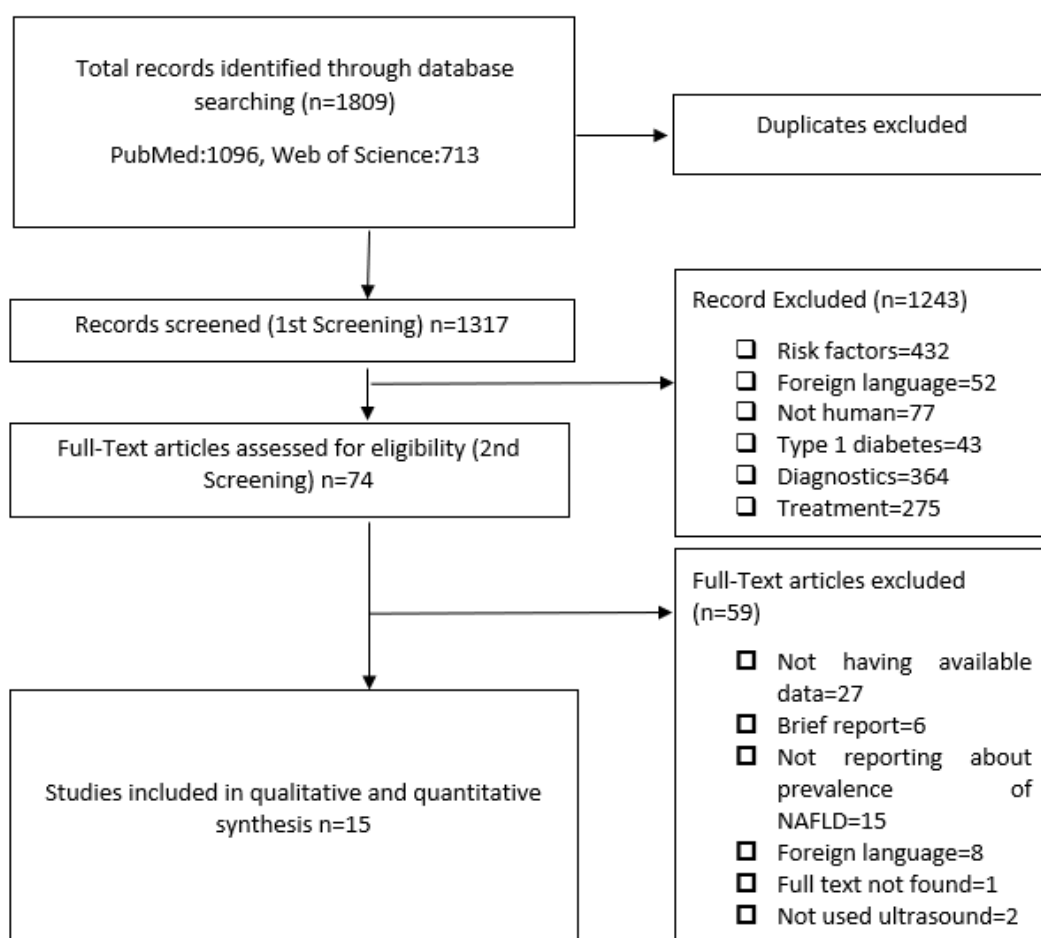 Total records identified through database
searching (n=1809)
PubMed:1096, Web of Science:713
Duplicates excluded
Records screened (1st Screening) n=1317
Record Excluded (n=1243)
Risk factors=432
Foreign language=52
Not human=77
Type 1 diabetes=43
Diagnostics=364
Treatment=275
Full-Text articles assessed for eligibility (2nd
Screening) n=74
Full-Text articles excluded
(n=59)
Not having available
data=27
Brief report=6
Not reporting about
prevalence of
NAFLD=15
Foreign language=8
Full text not found=1
Not used ultrasound=2
Studies included in qualitative and quantitative
synthesis n=15